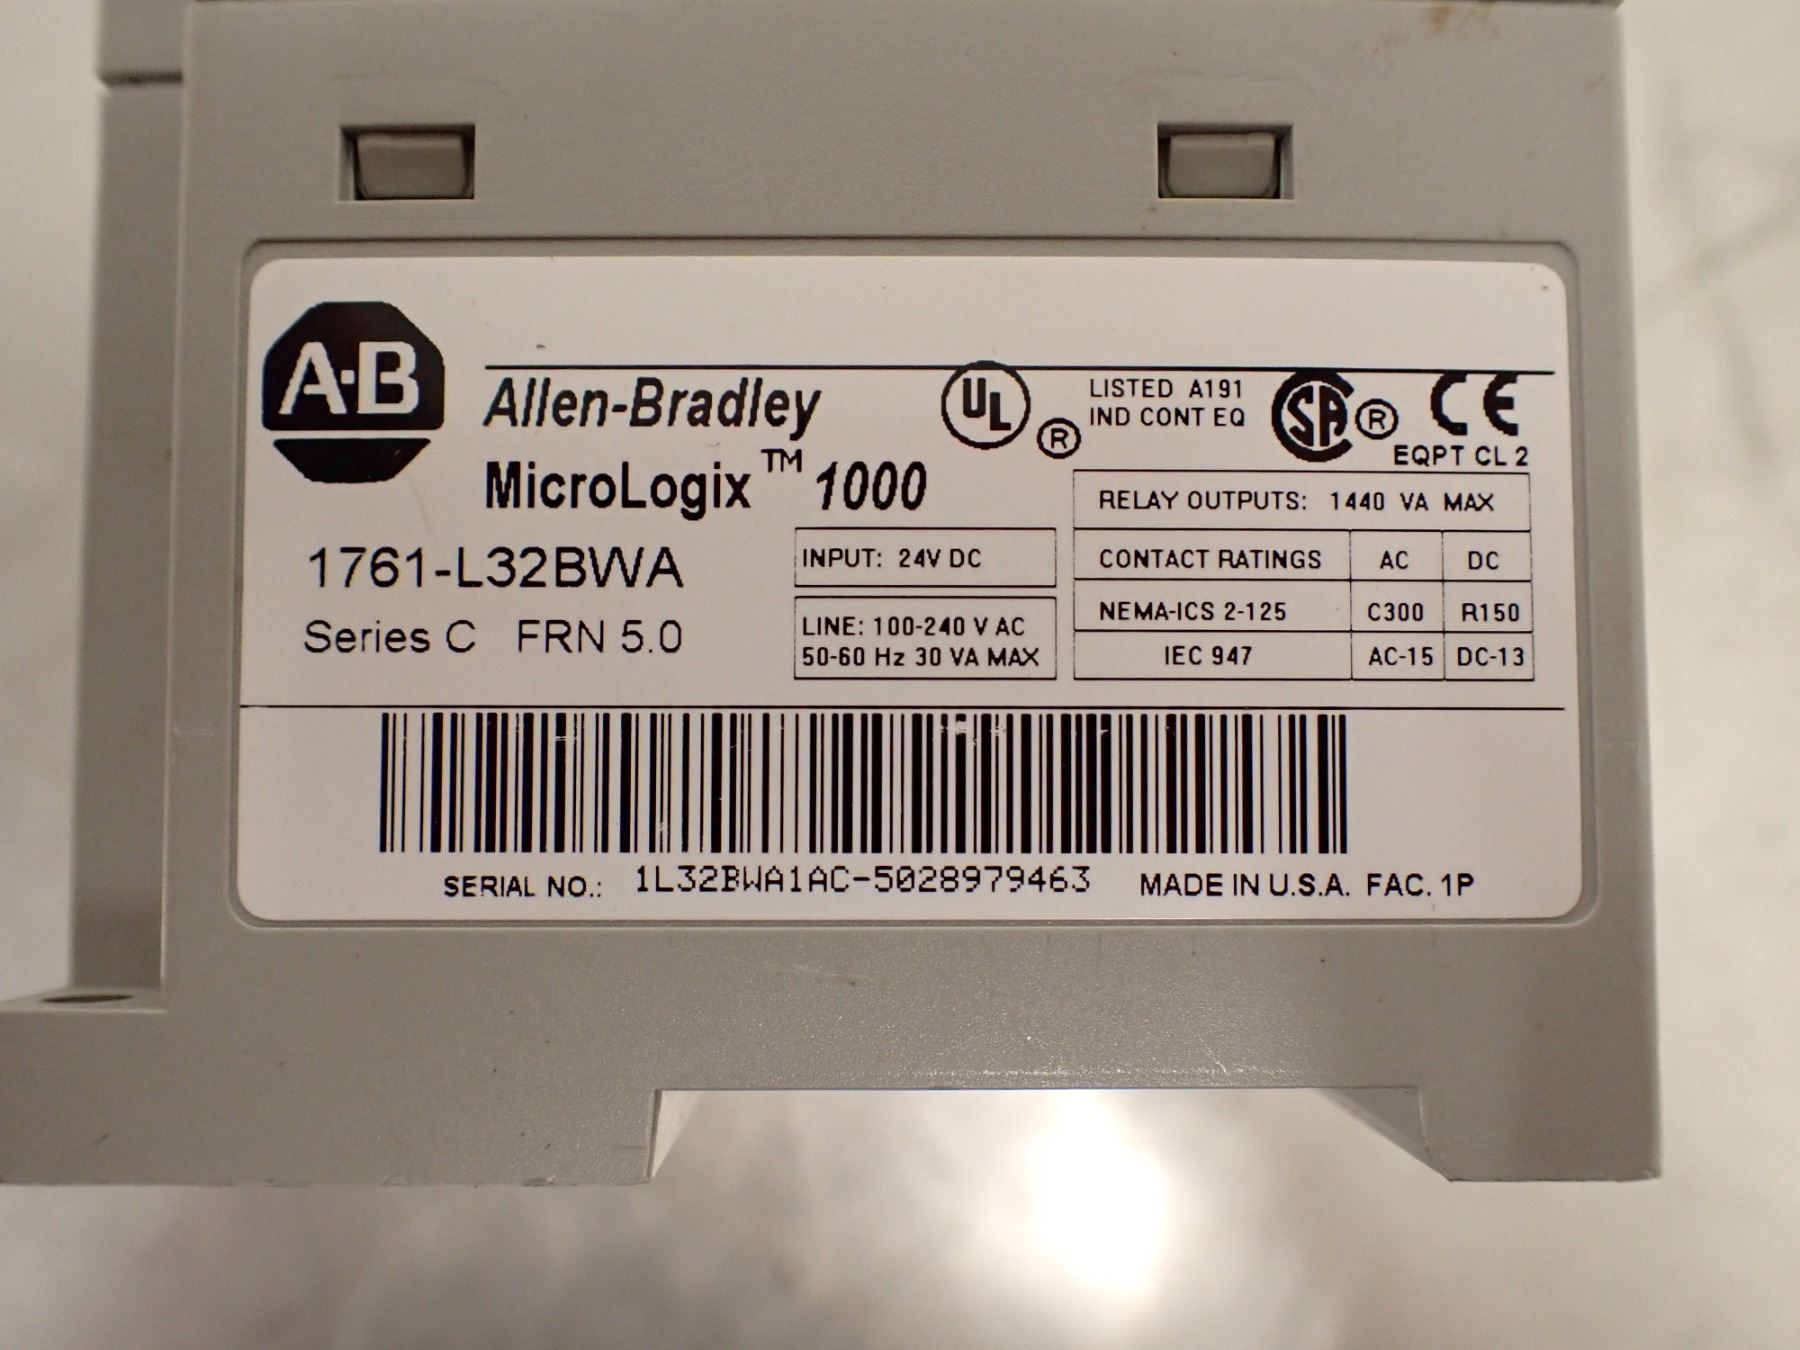 A·B
Allen-Bradley
MicroLogix™ 1000
1761-L32BWA
Series C FRN 5.0
UL ®
LISTED A191
IND CONT EQ
SA ® CE
EQPT CL 2
INPUT: 24V DC
LINE: 100-240 V AC
50-60 Hz 30 VA MAX
RELAY OUTPUTS: 1440 VA MAX
CONTACT RATINGS AC DC
NEMA-ICS 2-125 C300 R150
IEC 947 AC-15 DC-13
SERIAL NO.: 1L32BWA1AC-5028979463 MADE IN U.S.A. FAC. 1P